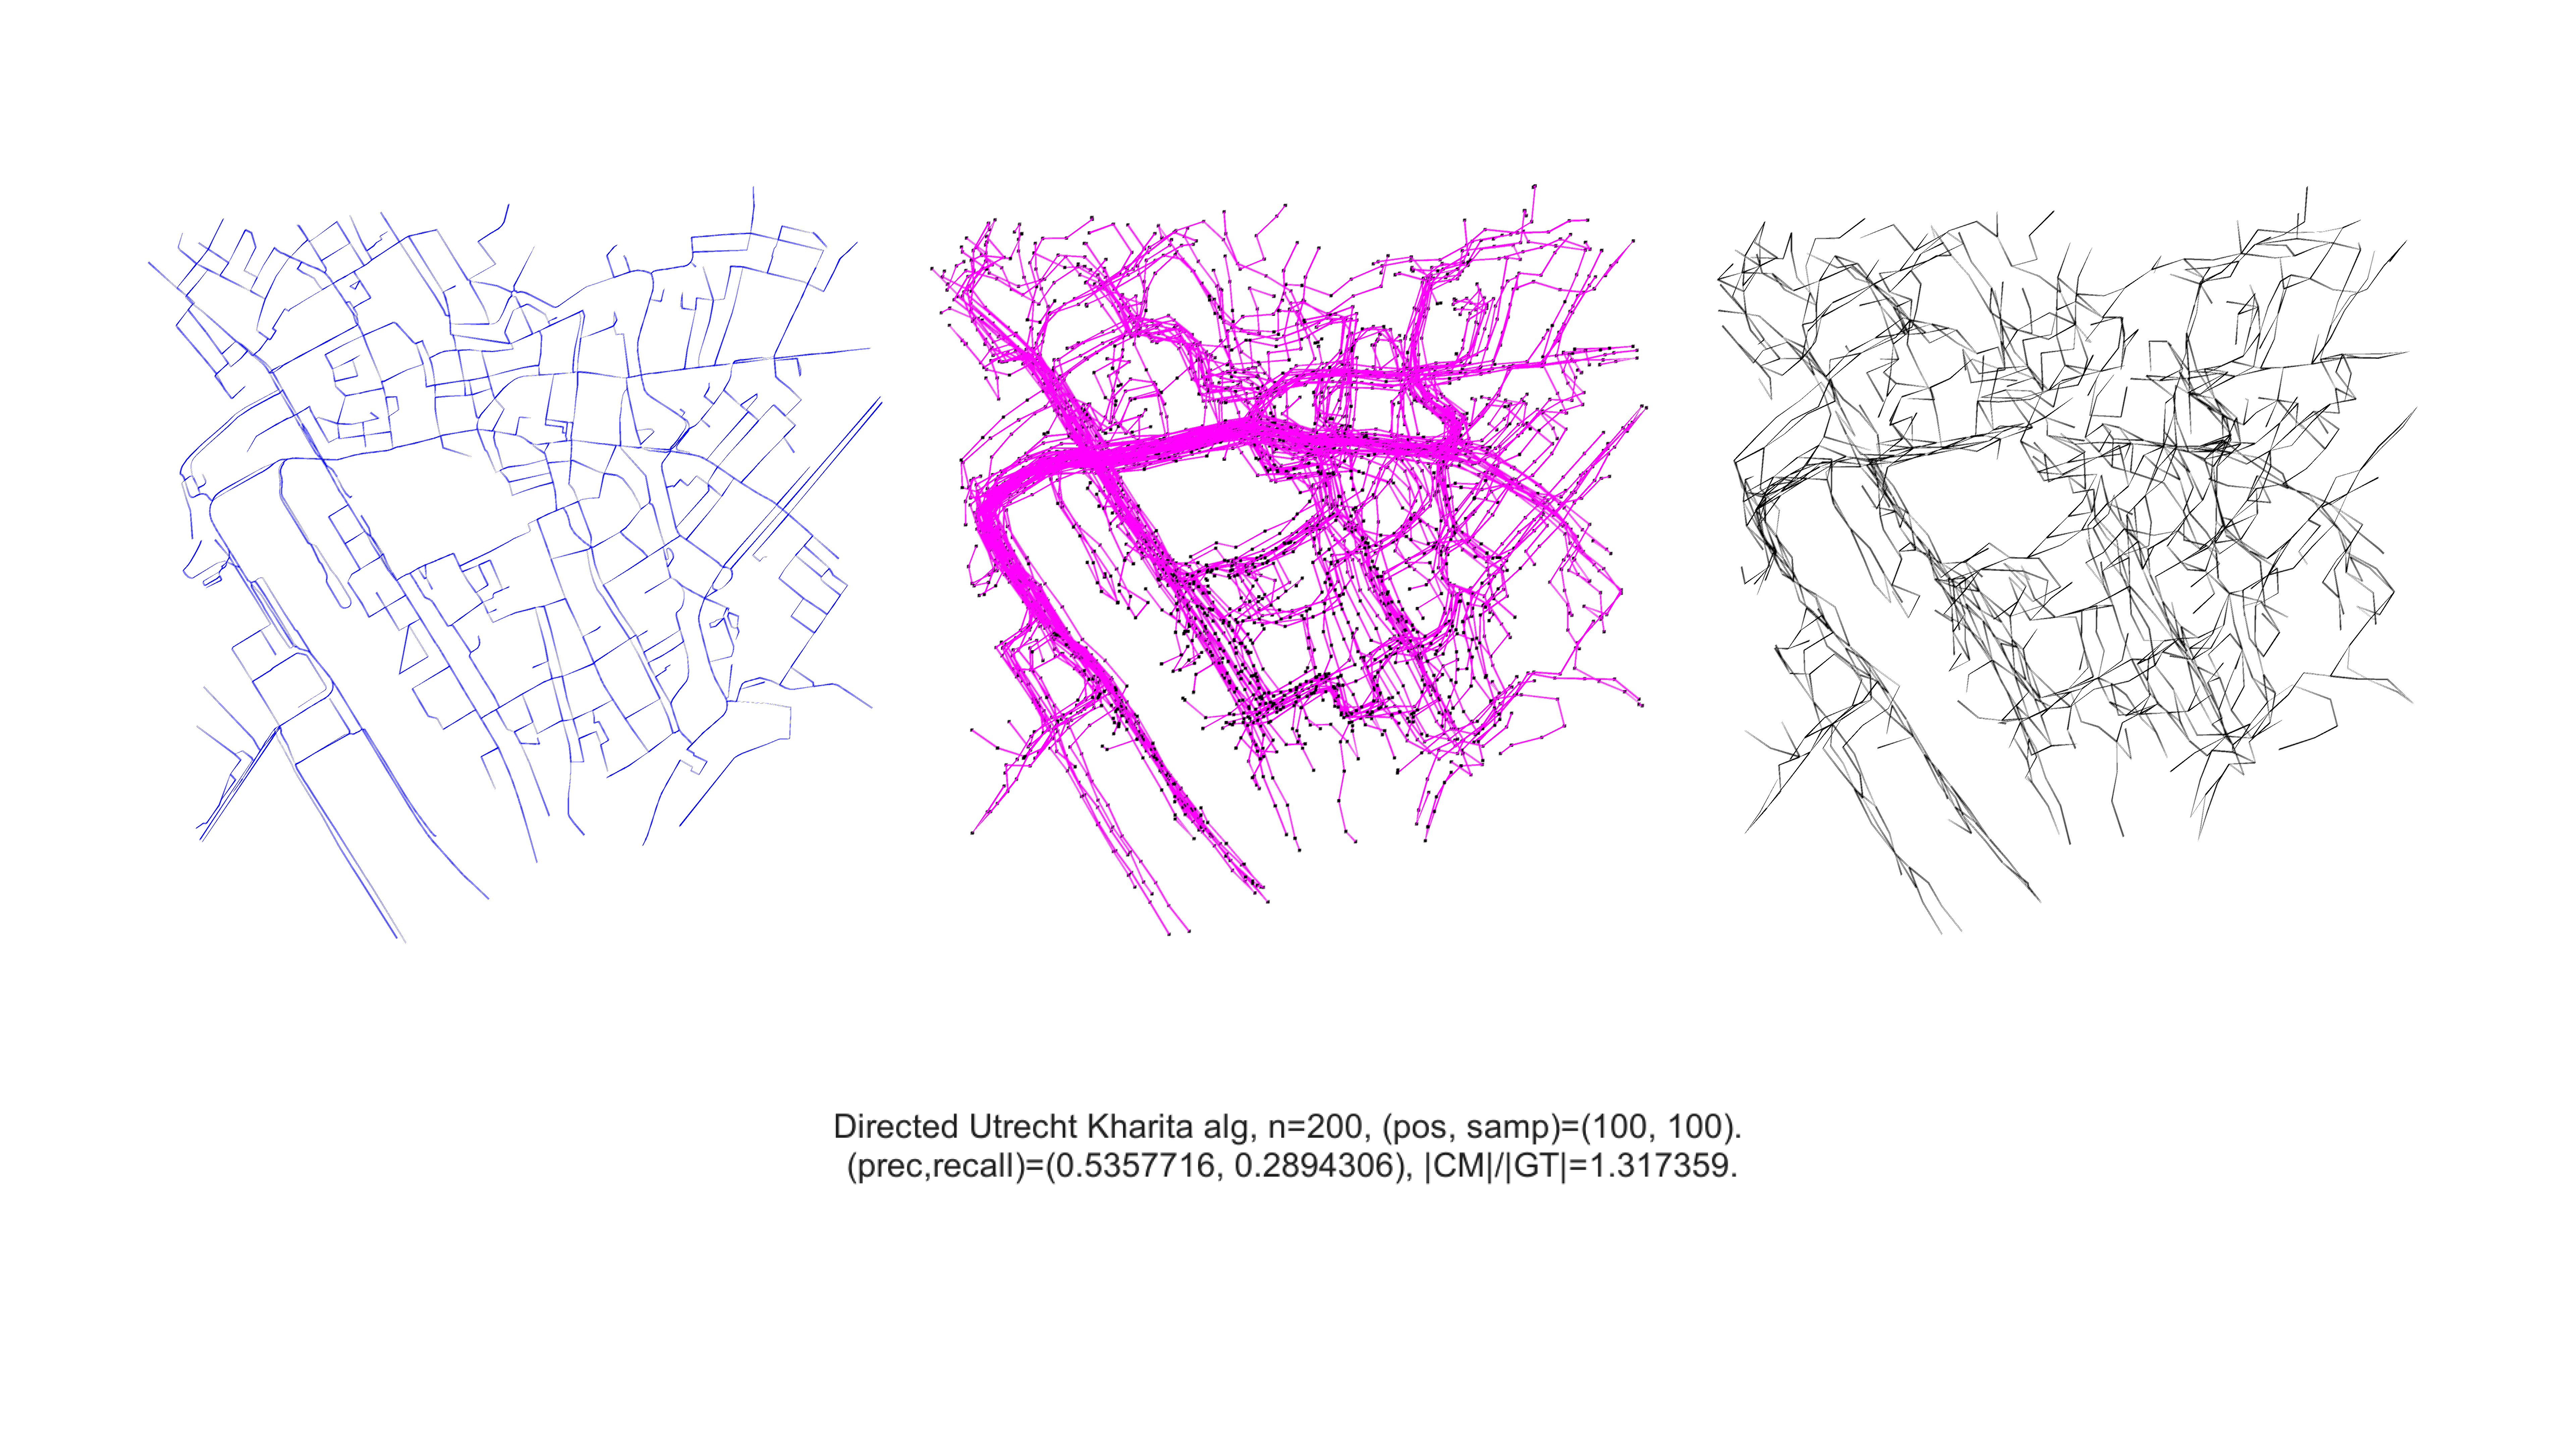 Directed Utrecht Kharita alg, n=200, (pos, samp)=(100, 100).
(prec,recall)=(0.5357716, 0.2894306), |CM|/|GT|=1.317359.